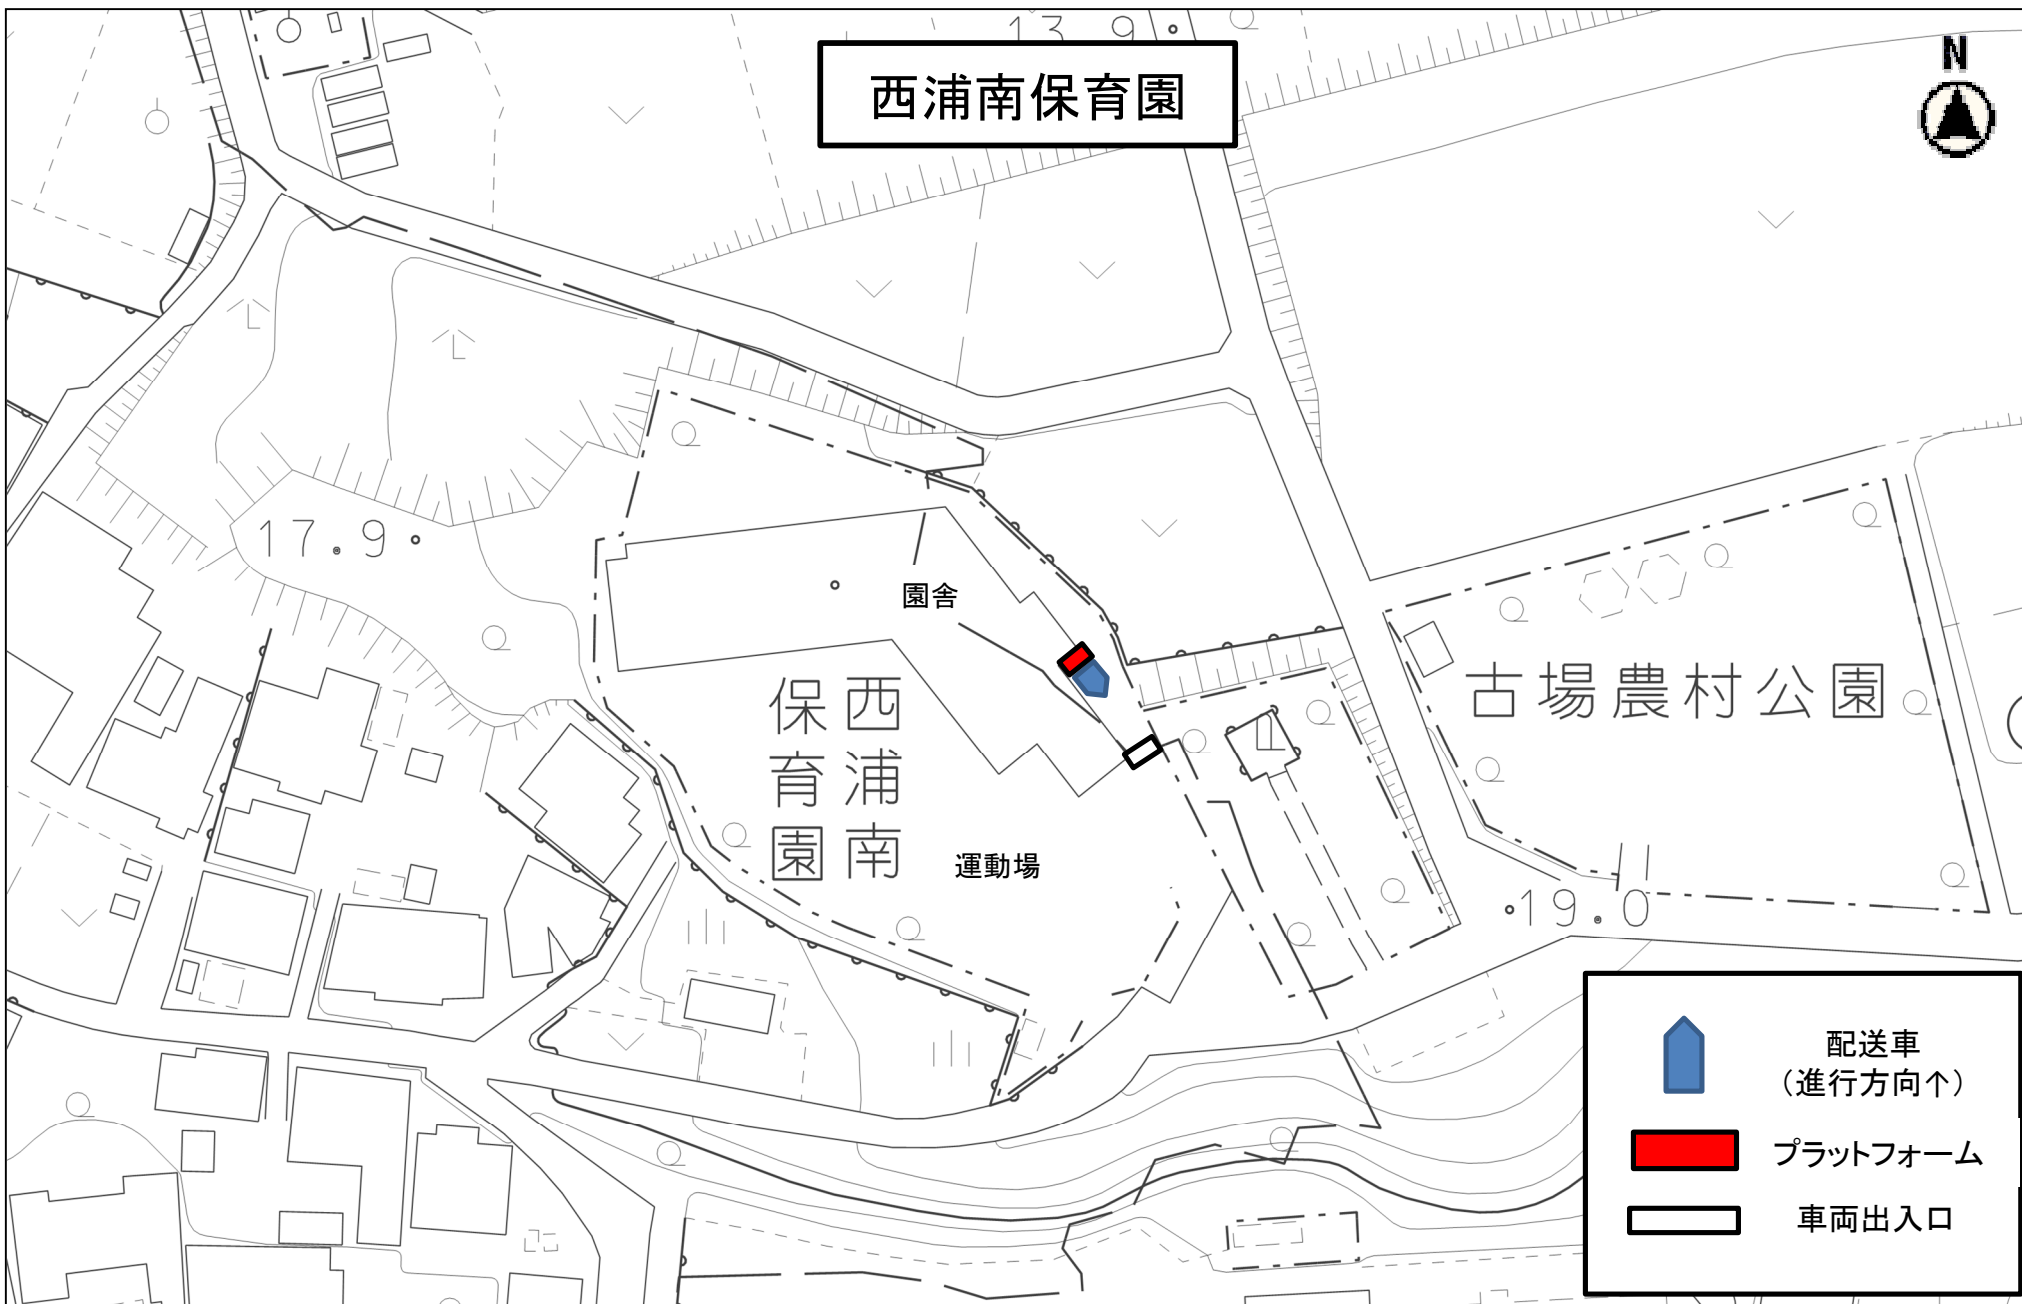 13.9
西浦南保育園
N
17.9
園舎
西浦南
保育園
古場農村公園
運動場
19.0
配送車
（進行方向↑）
プラットフォーム
車両出入口